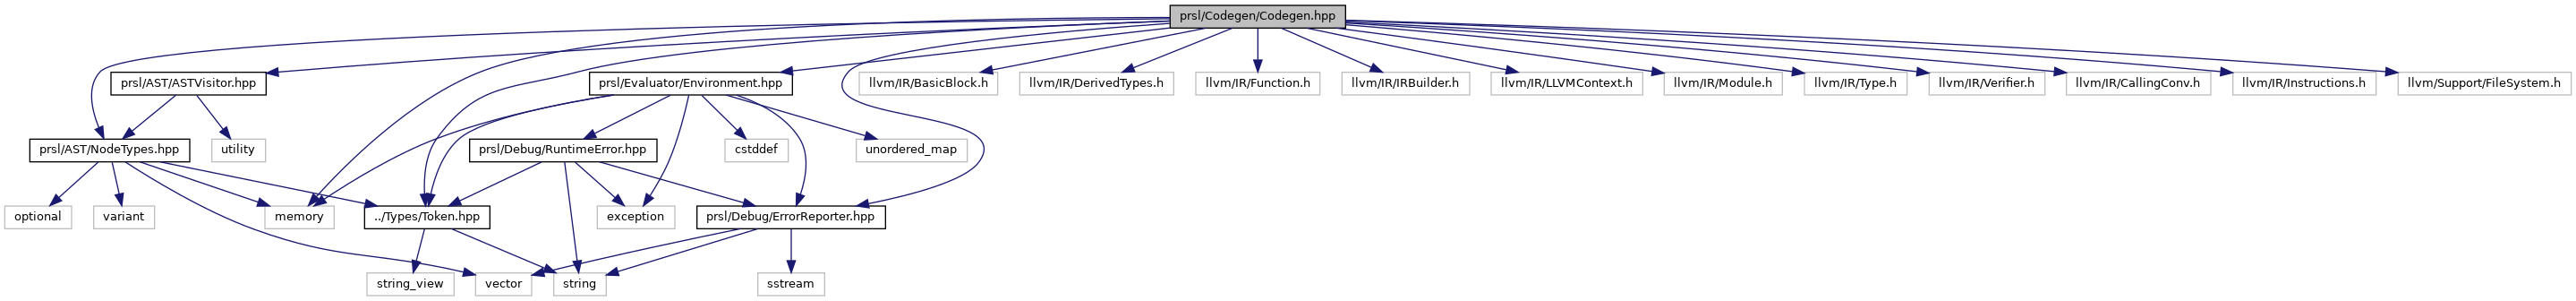 prsl/Codegen/Codegen.hpp
prsl/AST/ASTVisitor.hpp
prsl/Evaluator/Environment.hpp
llvm/IR/BasicBlock.h
llvm/IR/DerivedTypes.h
llvm/IR/Function.h
llvm/IR/IRBuilder.h
llvm/IR/LLVMContext.h
llvm/IR/Module.h
llvm/IR/Type.h
llvm/IR/Verifier.h
llvm/IR/CallingConv.h
llvm/IR/Instructions.h
llvm/Support/FileSystem.h
prsl/AST/NodeTypes.hpp
utility
prsl/Debug/RuntimeError.hpp
cstddef
unordered_map
optional
variant
memory
../Types/Token.hpp
exception
prsl/Debug/ErrorReporter.hpp
string_view
vector
string
sstream